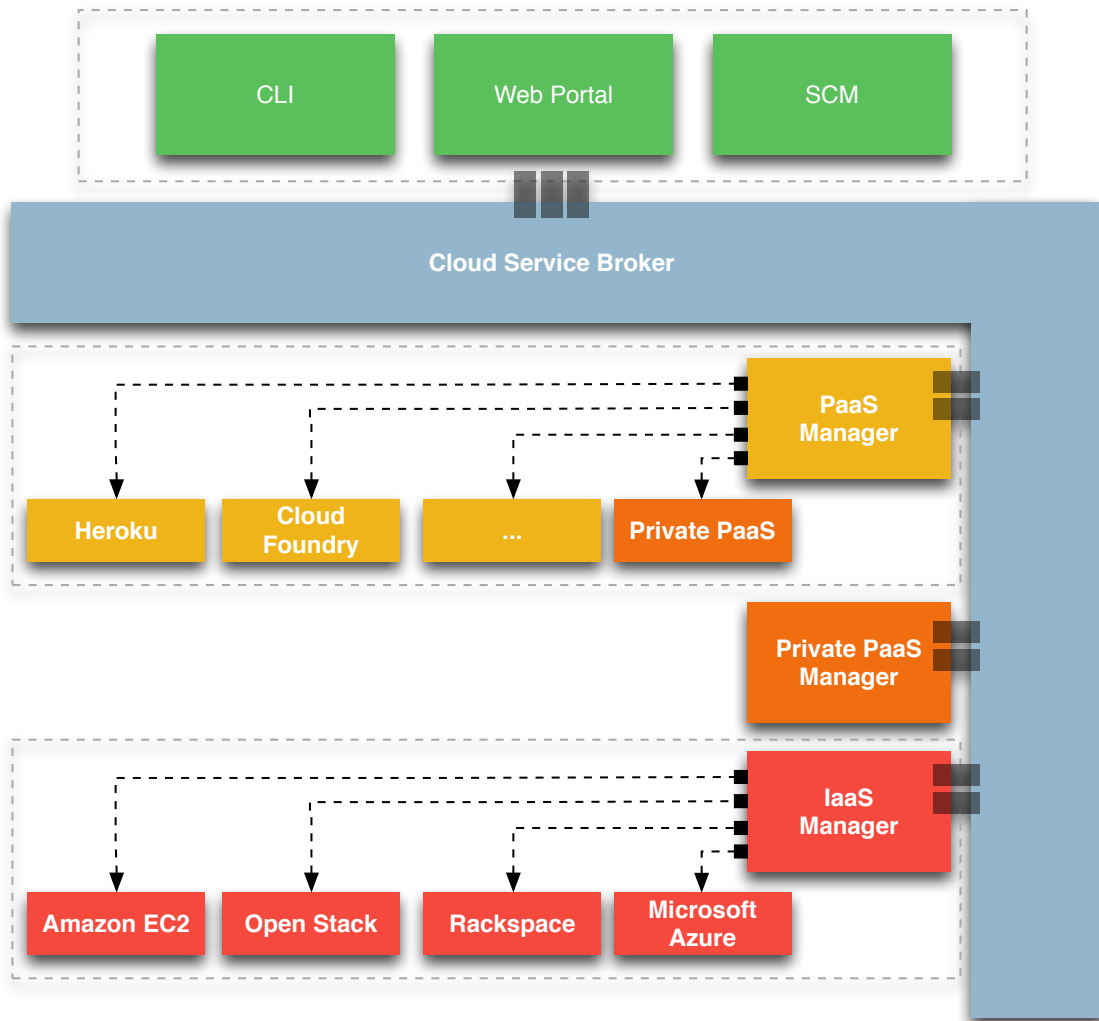 CLI
Web Portal
SCM
Cloud Service Broker
PaaS
Manager
Heroku
Cloud
Foundry
...
Private PaaS
Private PaaS
Manager
IaaS
Manager
Amazon EC2
Open Stack
Rackspace
Microsoft
Azure